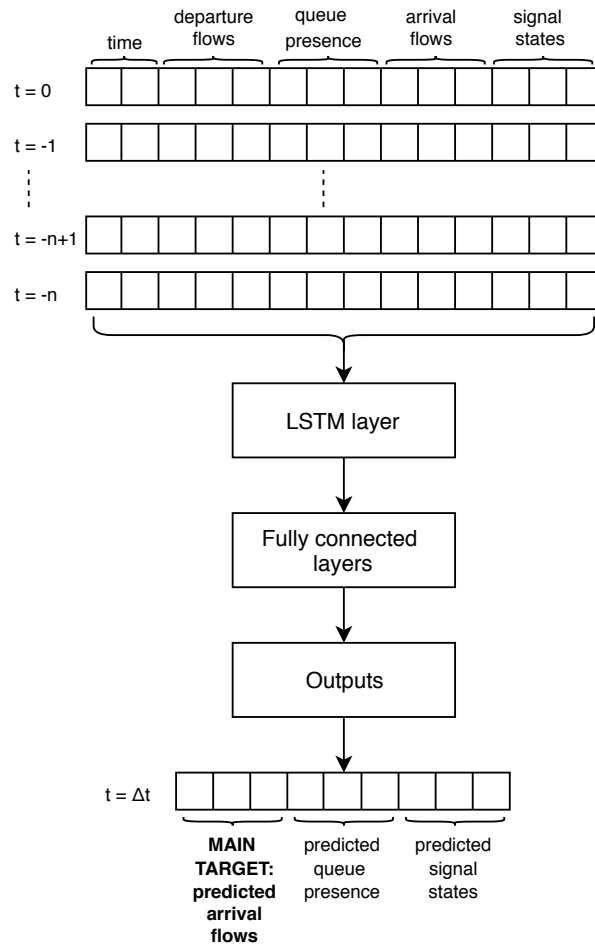 time
departure
flows
queue
presence
arrival
flows
signal
states
t = 0
t = -1
t = -n+1
t = -n
LSTM layer
Fully connected
layers
Outputs
t = Δt
MAIN
TARGET:
predicted
arrival
flows
predicted
queue
presence
predicted
signal
states